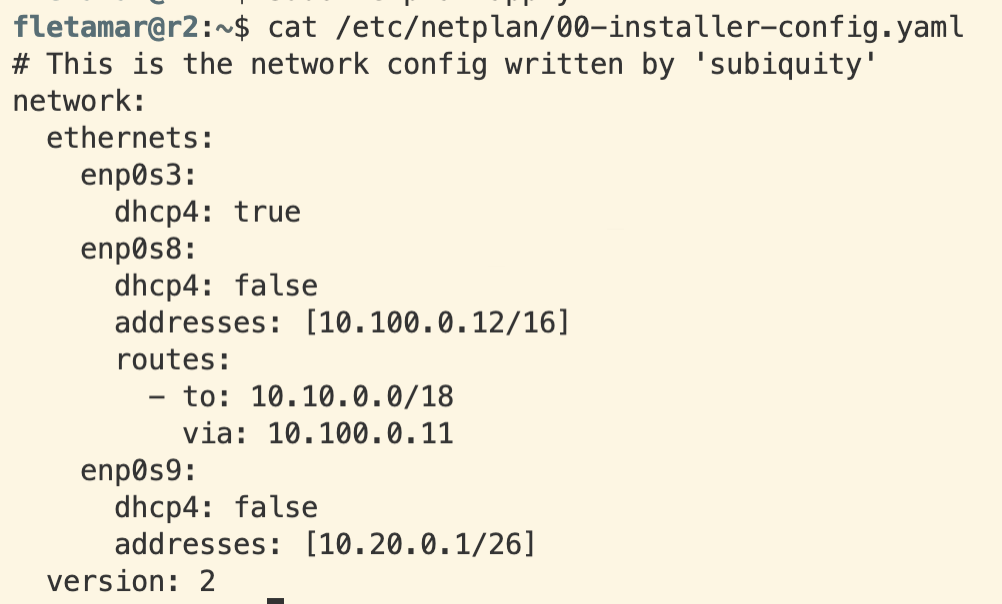 fletamar@r2:~$ cat /etc/netplan/00-installer-config.yaml
# This is the network config written by 'subiquity'
network:
  ethernets:
    enp0s3:
      dhcp4: true
    enp0s8:
      dhcp4: false
      addresses: [10.100.0.12/16]
      routes:
        - to: 10.10.0.0/18
          via: 10.100.0.11
    enp0s9:
      dhcp4: false
      addresses: [10.20.0.1/26]
  version: 2